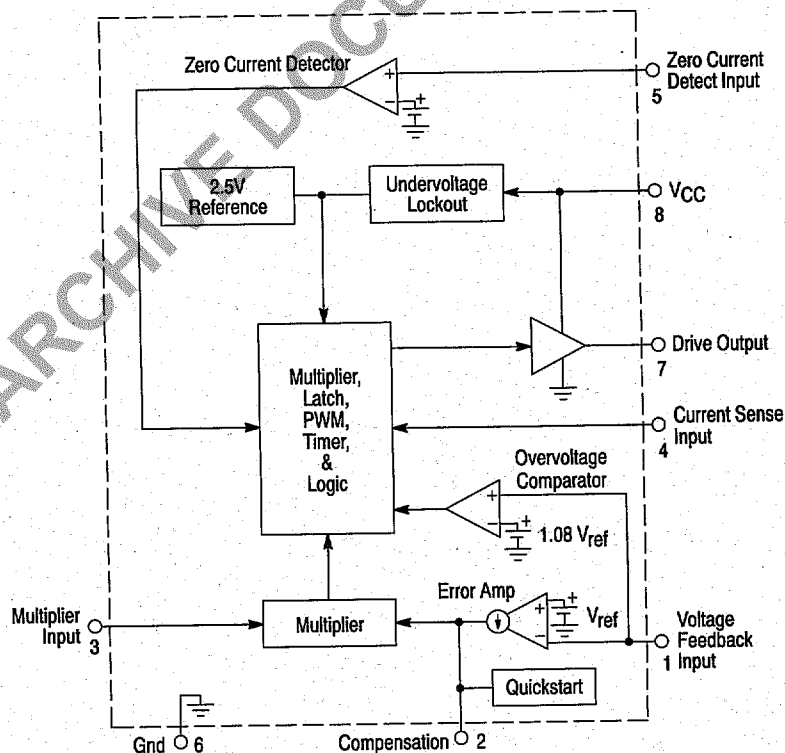 ARCHIVE DOCU
Zero Current Detector
Zero Current
Detect Input
5
2.5V
Reference
Undervoltage
Lockout
VCC
8
Multiplier,
Latch,
PWM,
Timer,
&
Logic
Drive Output
7
Current Sense
Input
4
Overvoltage
Comparator
+
−
+
1.08 Vref
Error Amp
+
−
+
Vref
Multiplier
Input
3
Multiplier
Voltage
Feedback
Input
1
Quickstart
Gnd
6
Compensation
2
+
−
+